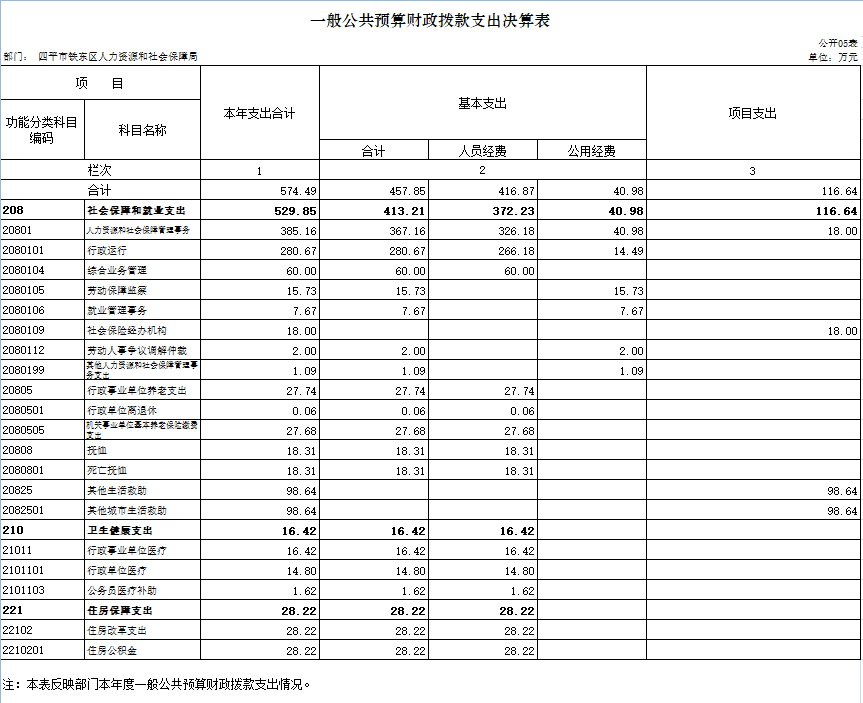 一般公共预算财政拨款支出决算表
公开05表
部门： 四平市铁东区人力资源和社会保障局 单位：万元
项 目 本年支出合计 基本支出 项目支出
功能分类科目编码 科目名称 合计 人员经费 公用经费
栏次 1 2 3
合计 574.49 457.85 416.87 40.98 116.64
208 社会保障和就业支出 529.85 413.21 372.23 40.98 116.64
20801 人力资源和社会保障管理事务 385.16 367.16 326.18 40.98 18.00
2080101 行政运行 280.67 280.67 266.18 14.49
2080104 综合业务管理 60.00 60.00 60.00
2080105 劳动保障监察 15.73 15.73 15.73
2080106 就业管理事务 7.67 7.67 7.67
2080109 社会保险经办机构 18.00 18.00
2080112 劳动人事争议调解仲裁 2.00 2.00 2.00
2080199 其他人力资源和社会保障管理事务支出 1.09 1.09 1.09
20805 行政事业单位养老支出 27.74 27.74 27.74
2080501 行政单位离退休 0.06 0.06 0.06
2080505 机关事业单位基本养老保险缴费支出 27.68 27.68 27.68
20808 抚恤 18.31 18.31 18.31
2080801 死亡抚恤 18.31 18.31 18.31
20825 其他生活救助 98.64 98.64
2082501 其他城市生活救助 98.64 98.64
210 卫生健康支出 16.42 16.42 16.42
21011 行政事业单位医疗 16.42 16.42 16.42
2101101 行政单位医疗 14.80 14.80 14.80
2101103 公务员医疗补助 1.62 1.62 1.62
221 住房保障支出 28.22 28.22 28.22
22102 住房改革支出 28.22 28.22 28.22
2210201 住房公积金 28.22 28.22 28.22
注：本表反映部门本年度一般公共预算财政拨款支出情况。